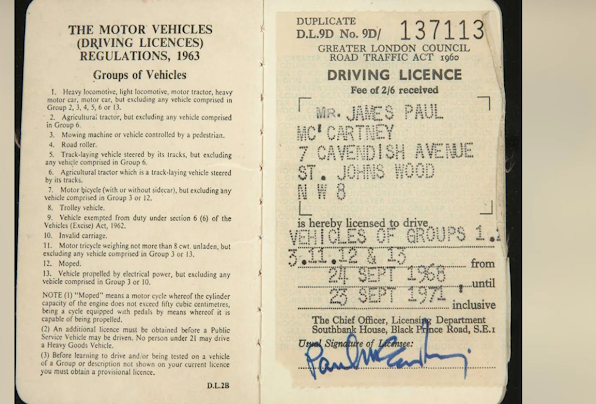 THE MOTOR VEHICLES
(DRIVING LICENCES)
REGULATIONS, 1963
Groups of Vehicles
1. Heavy locomotive, light locomotive, motor tractor, heavy
motor car, motor car, but excluding any vehicle comprised in
Group 2, 3, 4, 5, 6 or 13.
2. Agricultural tractor, but excluding any vehicle comprised
in Group 6.
3. Mowing machine or vehicle controlled by a pedestrian.
4. Road roller.
5. Track-laying vehicle steered by its tracks, but excluding
any vehicle comprised in Group 6.
6. Agricultural tractor which is a track-laying vehicle steered
by its tracks.
7. Motor bicycle (with or without sidecar), but excluding any
vehicle comprised in Group 3 or 12.
8. Trolley vehicle.
9. Vehicle exempted from duty under section 6 (6) of the
Vehicles (Excise) Act, 1962.
10. Invalid carriage.
11. Motor tricycle weighing not more than 8 cwt. unladen, but
excluding any vehicle comprised in Group 3 or 13.
12. Moped.
13. Vehicle propelled by electrical power, but excluding any
vehicle comprised in Group 3 or 10.
NOTE (1) "Moped" means a motor cycle whereof the cylinder
capacity of the engine does not exceed fifty cubic centimetres,
being a cycle equipped with pedals by means whereof it is
capable of being propelled.
(2) An additional licence must be obtained before a Public
Service Vehicle may be driven. No person under 21 may drive
a Heavy Goods Vehicle.
(3) Before learning to drive and/or being tested on a vehicle
of a Group or description not shown on your current licence
you must obtain a provisional licence.
D.L.2B
DUPLICATE
D.L.9D No. 9D/ 137113
GREATER LONDON COUNCIL
ROAD TRAFFIC ACT 1960
DRIVING LICENCE
Fee of 2/6 received
MR. JAMES PAUL
MC'CARTNEY
7 CAVENDISH AVENUE
ST. JOHNS WOOD
N W 8
is hereby licensed to drive
VEHICLES OF GROUPS 1.2
3.11.12 & 13 from
24 SEPT 1968, until
23 SEPT 1971 inclusive
The Chief Officer, Licensing Department
Southbank House, Black Prince Road, S.E.1
Usual Signature of Licensee:
Paul McCartney